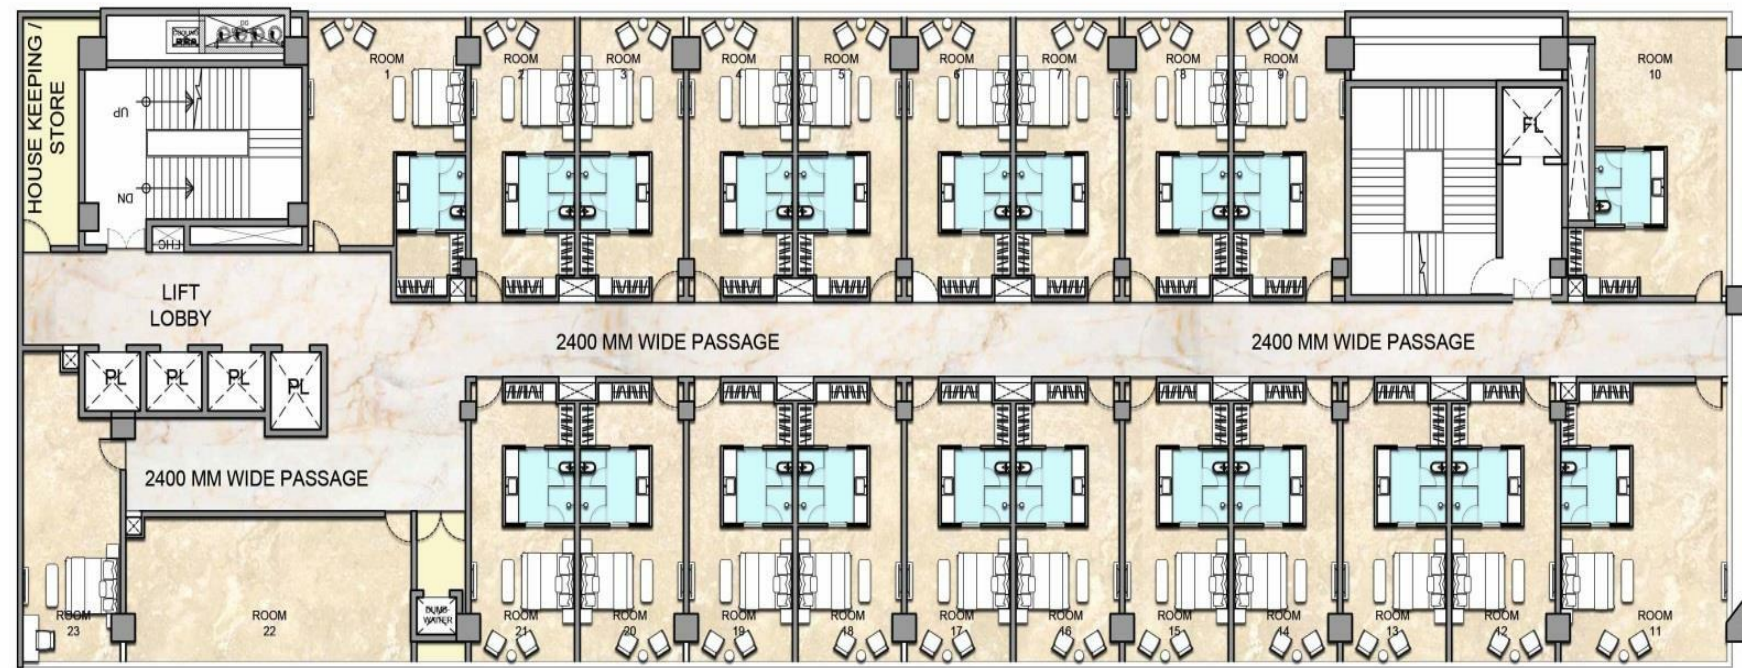 HOUSE KEEPING /
STORE
UP
DN
FHC
ROOM
1
ROOM
2
ROOM
3
ROOM
4
ROOM
5
ROOM
6
ROOM
7
ROOM
8
ROOM
9
FL
ROOM
10
LIFT
LOBBY
2400 MM WIDE PASSAGE
2400 MM WIDE PASSAGE
PL
PL
PL
PL
2400 MM WIDE PASSAGE
DUMB
WAITER
ROOM
23
ROOM
22
ROOM
21
ROOM
20
ROOM
19
ROOM
18
ROOM
17
ROOM
16
ROOM
15
ROOM
14
ROOM
13
ROOM
12
ROOM
11